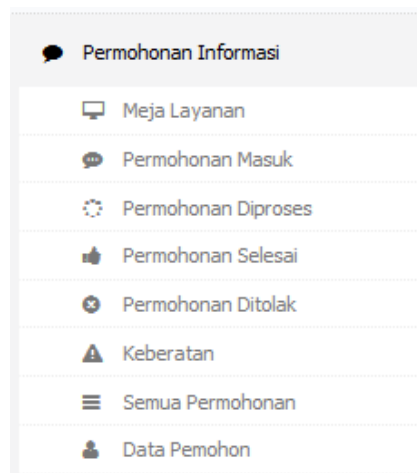 Permohonan Informasi
Meja Layanan
Permohonan Masuk
Permohonan Diproses
Permohonan Selesai
Permohonan Ditolak
Keberatan
Semua Permohonan
Data Pemohon